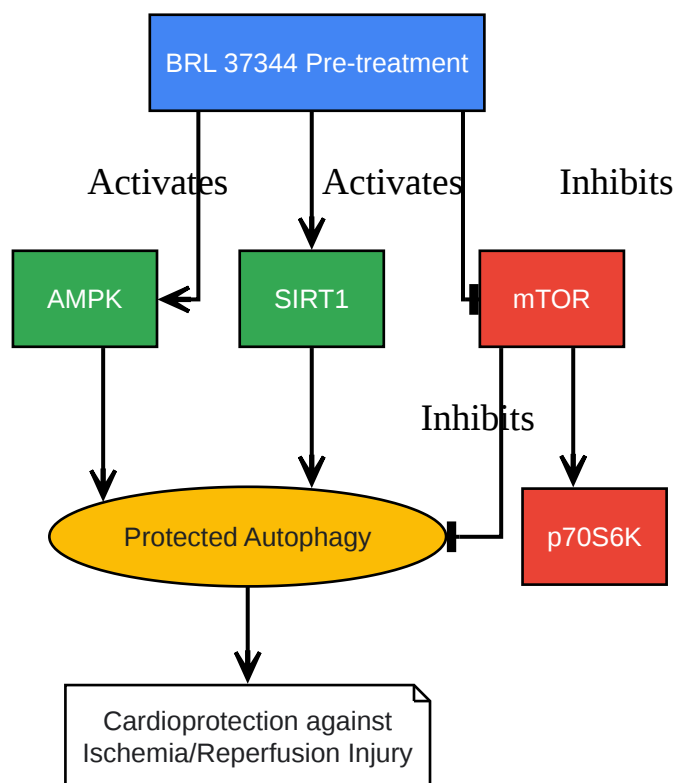 BRL 37344 Pre-treatment
Activates
Activates
Inhibits
AMPK
SIRT1
mTOR
Inhibits
Protected Autophagy
p70S6K
Cardioprotection against
Ischemia/Reperfusion Injury